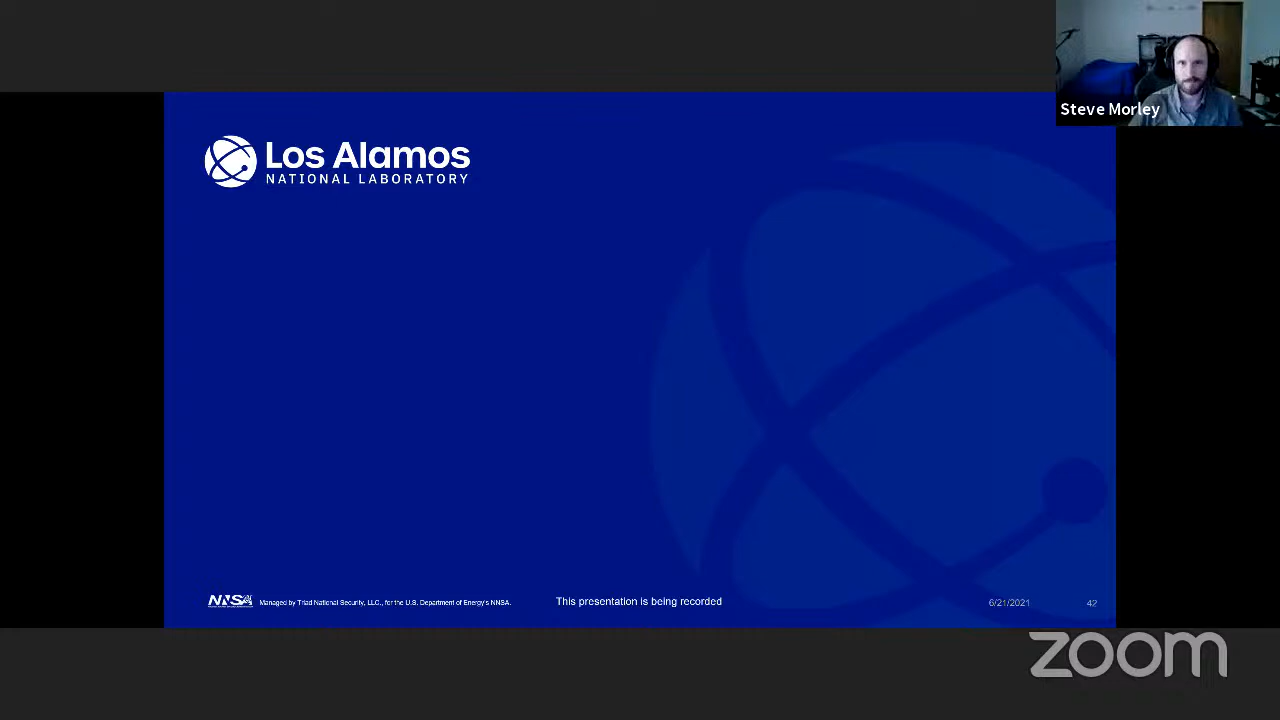 Steve Morley
Los Alamos
NATIONAL LABORATORY
NNSA
Managed by Triad National Security, LLC., for the U.S. Department of Energy's NNSA.
This presentation is being recorded
6/21/2021
42
zoom